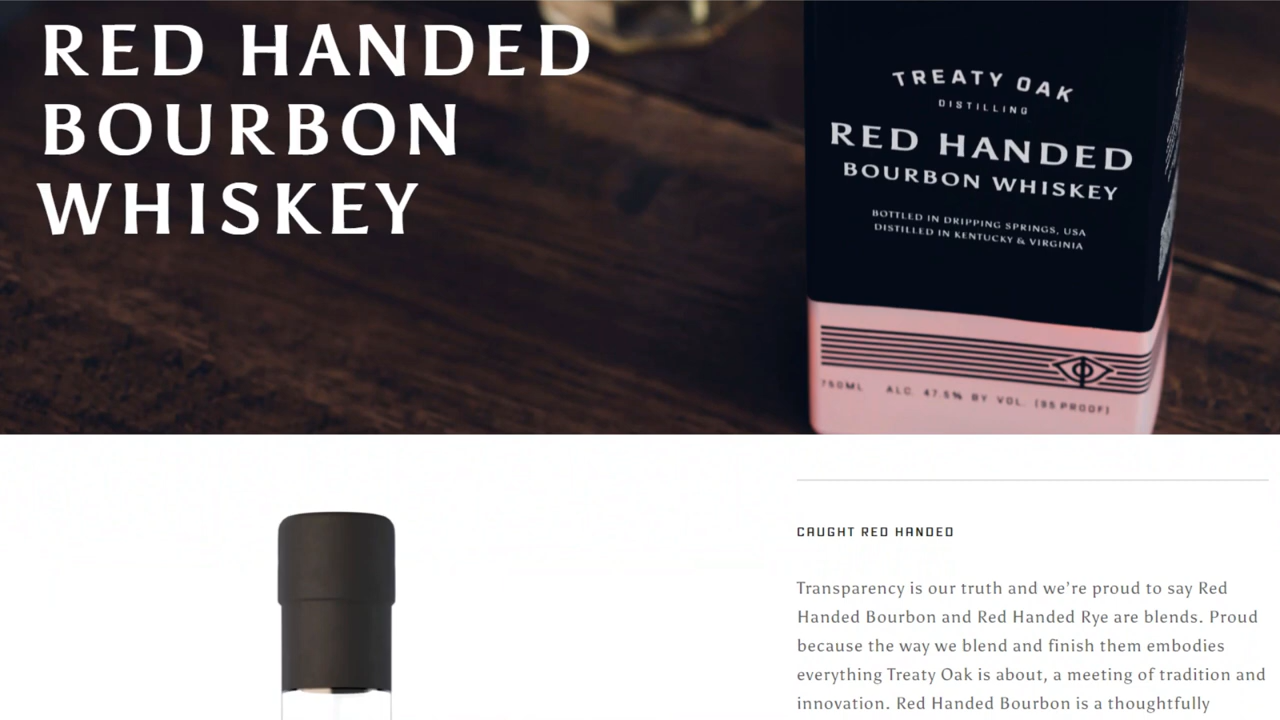 RED HANDED
BOURBON
WHISKEY
TREATY OAK
DISTILLING
RED HANDED
BOURBON WHISKEY
BOTTLED IN DRIPPING SPRINGS, USA
DISTILLED IN KENTUCKY & VIRGINIA
750ML ALC. 47.5% BY VOL. (95 PROOF)
CAUGHT RED HANDED
Transparency is our truth and we're proud to say Red
Handed Bourbon and Red Handed Rye are blends. Proud
because the way we blend and finish them embodies
everything Treaty Oak is about, a meeting of tradition and
innovation. Red Handed Bourbon is a thoughtfully